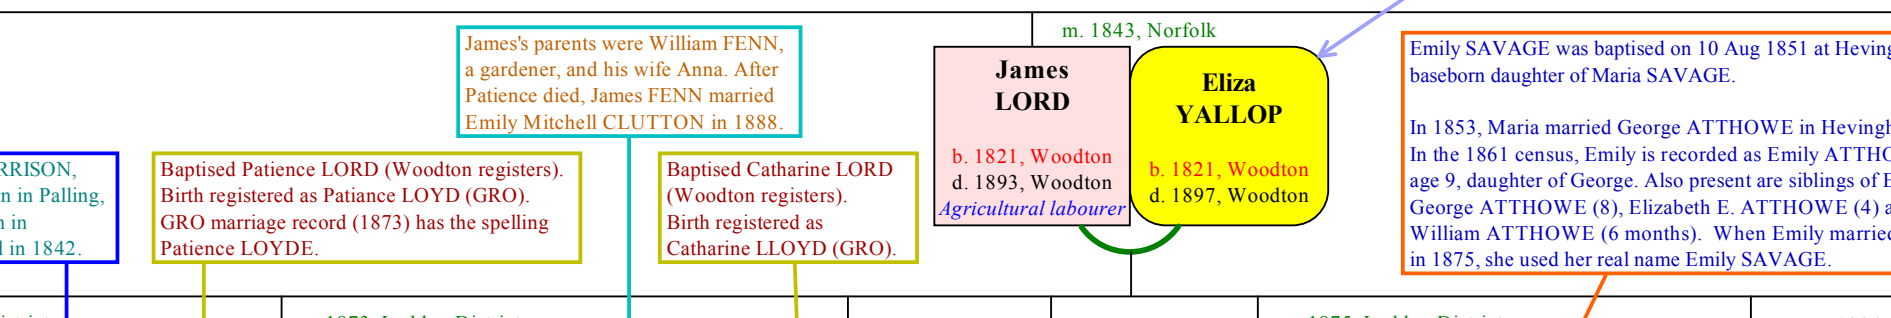 m. 1843, Norfolk
James's parents were William FENN,
a gardener, and his wife Anna. After
Patience died, James FENN married
Emily Mitchell CLUTTON in 1888.
James
LORD
b. 1821, Woodton
d. 1893, Woodton
Agricultural labourer
Eliza
YALLOP
b. 1821, Woodton
d. 1897, Woodton
Emily SAVAGE was baptised on 10 Aug 1851 at Heving
baseborn daughter of Maria SAVAGE.
In 1853, Maria married George ATTHOWE in Hevingh
In the 1861 census, Emily is recorded as Emily ATTHO
age 9, daughter of George. Also present are siblings of E
George ATTHOWE (8), Elizabeth E. ATTHOWE (4) a
William ATTHOWE (6 months).  When Emily married
in 1875, she used her real name Emily SAVAGE.
RRISON,
n in Palling,
n in
d in 1842.
Baptised Patience LORD (Woodton registers).
Birth registered as Patiance LOYD (GRO).
GRO marriage record (1873) has the spelling
Patience LOYDE.
Baptised Catharine LORD
(Woodton registers).
Birth registered as
Catharine LLOYD (GRO).